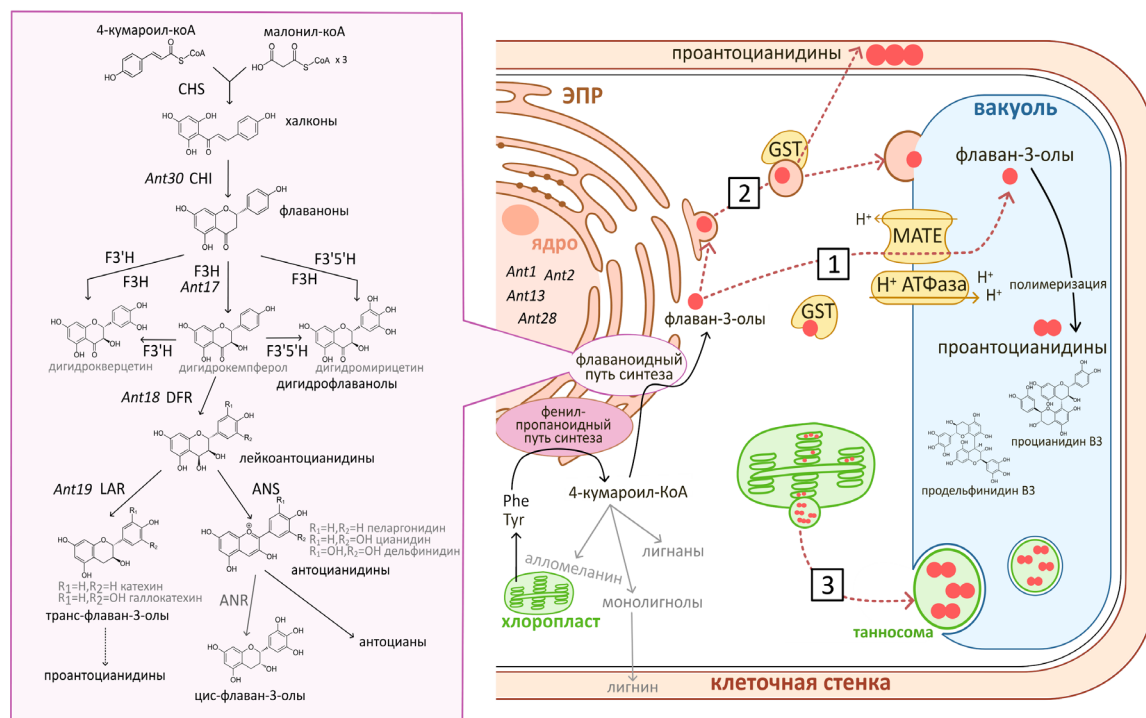 4-кумароил-коА
малонил-коА
CoA
CoA x 3
CHS
халконы
Ant30 CHI
флаваноны
F3'H
F3H
F3H
Ant17
F3'5'H
F3H
F3'H
F3'5'H
дигидрокверцетин
дигидрокемпферол
дигидромирицетин
дигидрофлаванолы
Ant18 DFR
лейкоантоцианидины
Ant19 LAR
ANS
R1=H,R2=H пеларгонидин
R1=H,R2=OH цианидин
R1=OH,R2=OH дельфинидин
антоцианидины
R1=H,R2=H катехин
R1=H,R2=OH галлокатехин
транс-флаван-3-олы
ANR
проантоцианидины
антоцианы
цис-флаван-3-олы
проантоцианидины
ЭПР
вакуоль
GST
флаван-3-олы
2
H+
MATE
ядро
1
Ant1 Ant2
Ant13
Ant28
H+ АТФаза
H+
H+
полимеризация
GST
флаван-3-олы
проантоцианидины
флаваноидный
путь синтеза
фенил-
пропаноидный
путь синтеза
процианидин B3
продельфинидин B3
4-кумароил-КоА
Phe
Tyr
лигнаны
алломеланин
монолигнолы
3
хлоропласт
танносома
лигнин
клеточная стенка